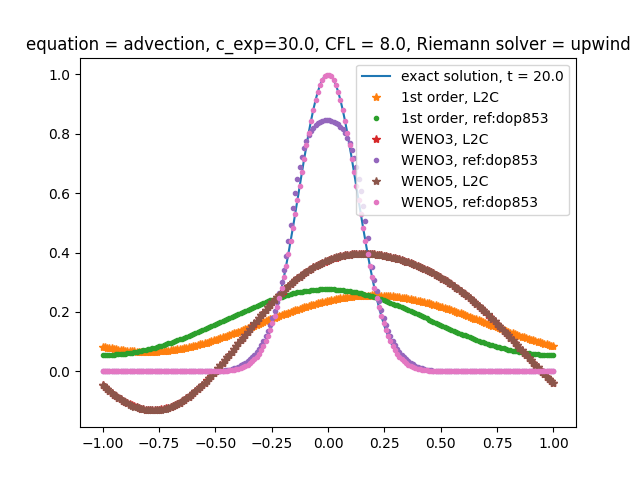 equation = advection, c_exp=30.0, CFL = 8.0, Riemann solver = upwind
exact solution, t = 20.0
1st order, L2C
1st order, ref:dop853
WENO3, L2C
WENO3, ref:dop853
WENO5, L2C
WENO5, ref:dop853
1.0
0.8
0.6
0.4
0.2
0.0
−1.00 −0.75 −0.50 −0.25 0.00 0.25 0.50 0.75 1.00